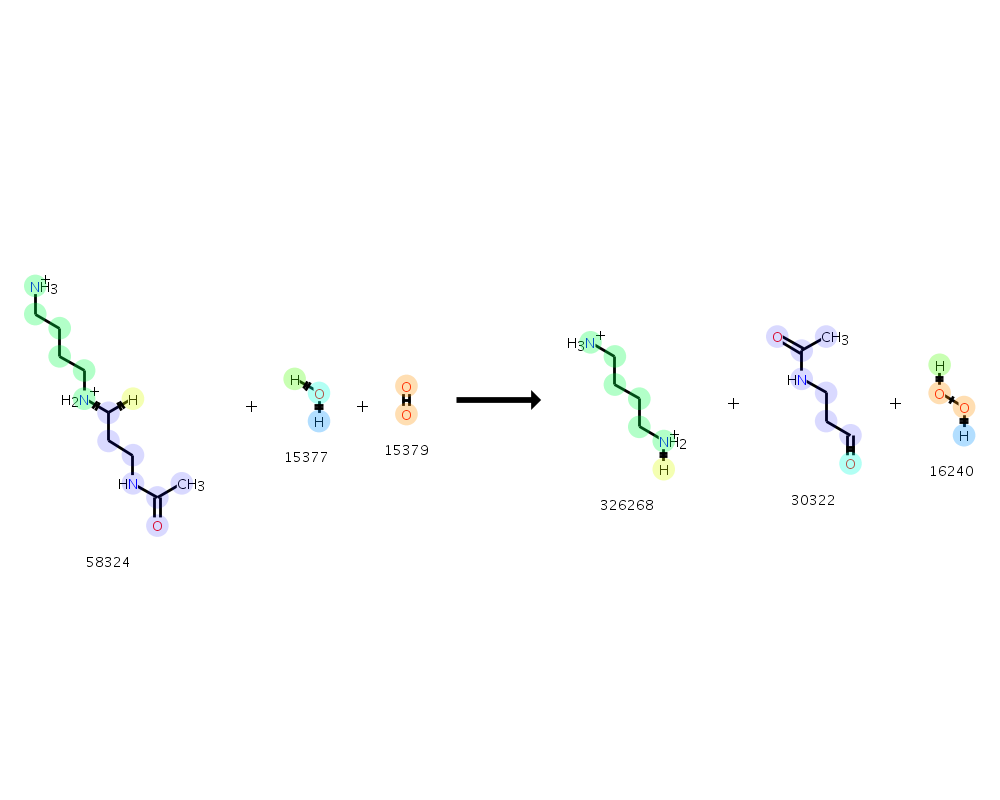 NH3+
H2N+
H
HN
CH3
O
58324
+
H
O
H
15377
+
O
O
15379
H3N+
NH2+
H
326268
+
O
CH3
HN
O
30322
+
H
O
O
H
16240